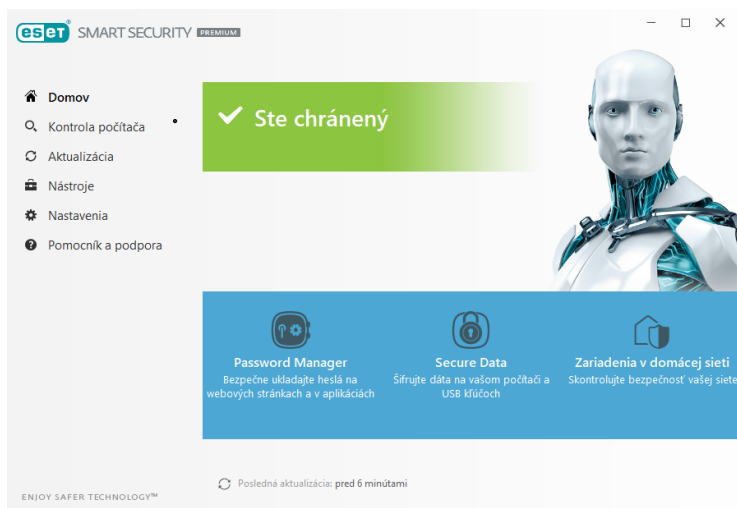 eset SMART SECURITY PREMIUM
Domov
Kontrola počítača
Aktualizácia
Nástroje
Nastavenia
Pomocník a podpora
Ste chránený
Password Manager
Bezpečne ukladajte heslá na
webových stránkach a v aplikáciách
Secure Data
Šifrujte dáta na vašom počítači a
USB kľúčoch
Zariadenia v domácej sieti
Skontrolujte bezpečnosť vašej siete
Posledná aktualizácia: pred 6 minútami
ENJOY SAFER TECHNOLOGY™